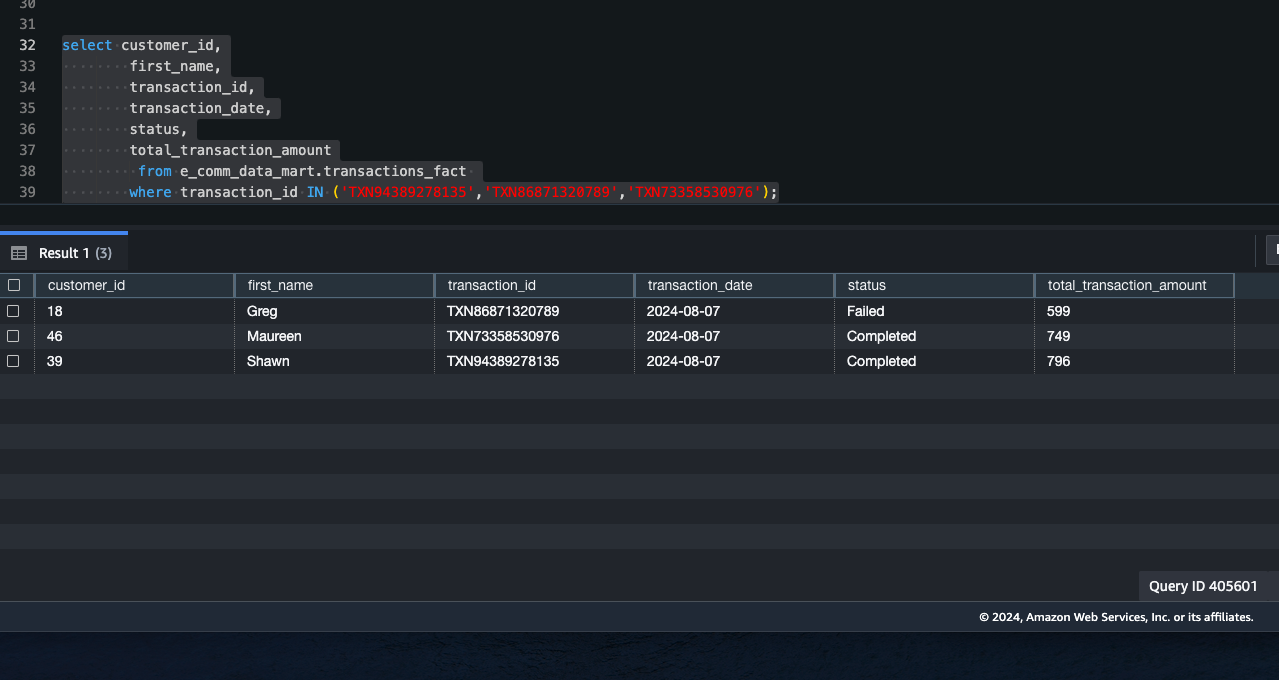 30
31
32 select customer_id,
33 first_name,
34 transaction_id,
35 transaction_date,
36 status,
37 total_transaction_amount
38 from e_comm_data_mart.transactions_fact
39 where transaction_id IN ('TXN94389278135','TXN86871320789','TXN73358530976');
Result 1 (3)
customer_id first_name transaction_id transaction_date status total_transaction_amount
18 Greg TXN86871320789 2024-08-07 Failed 599
46 Maureen TXN73358530976 2024-08-07 Completed 749
39 Shawn TXN94389278135 2024-08-07 Completed 796
Query ID 405601
© 2024, Amazon Web Services, Inc. or its affiliates.